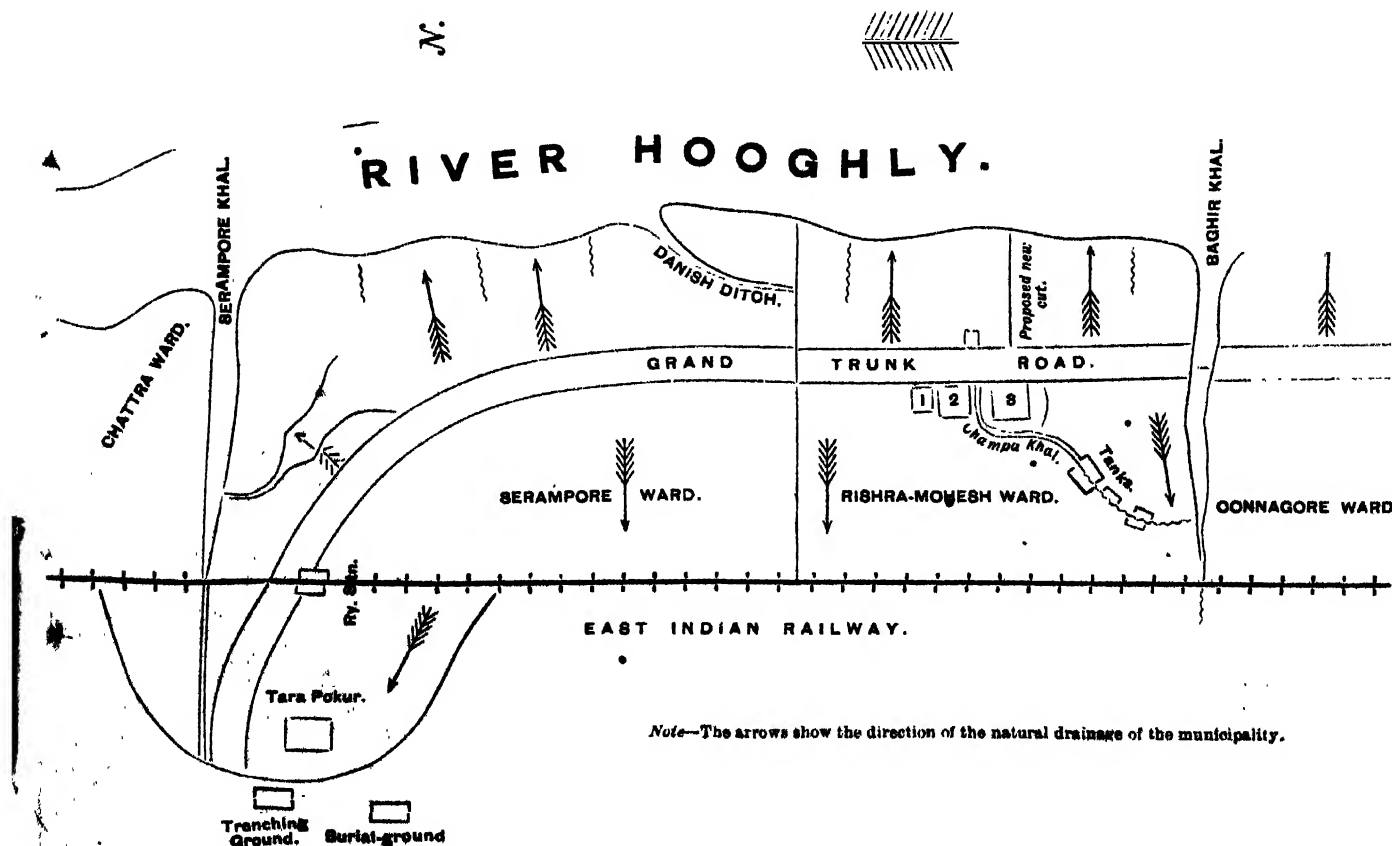 N.
RIVER HOOGHLY.
SERAMPORE KHAL.
BAGHIR KHAL.
CHATTRA WARD.
DANISH DITCH.
Proposed new
cut.
GRAND TRUNK ROAD.
1 2 3
Champa Khal.
Tanks.
SERAMPORE WARD.
RISHRA-MOHESH WARD.
OONNAGORE WARD
Ry. Stn.
EAST INDIAN RAILWAY.
Tara Pokur.
Note—The arrows show the direction of the natural drainage of the municipality.
Trenching
Ground.
Burial-ground